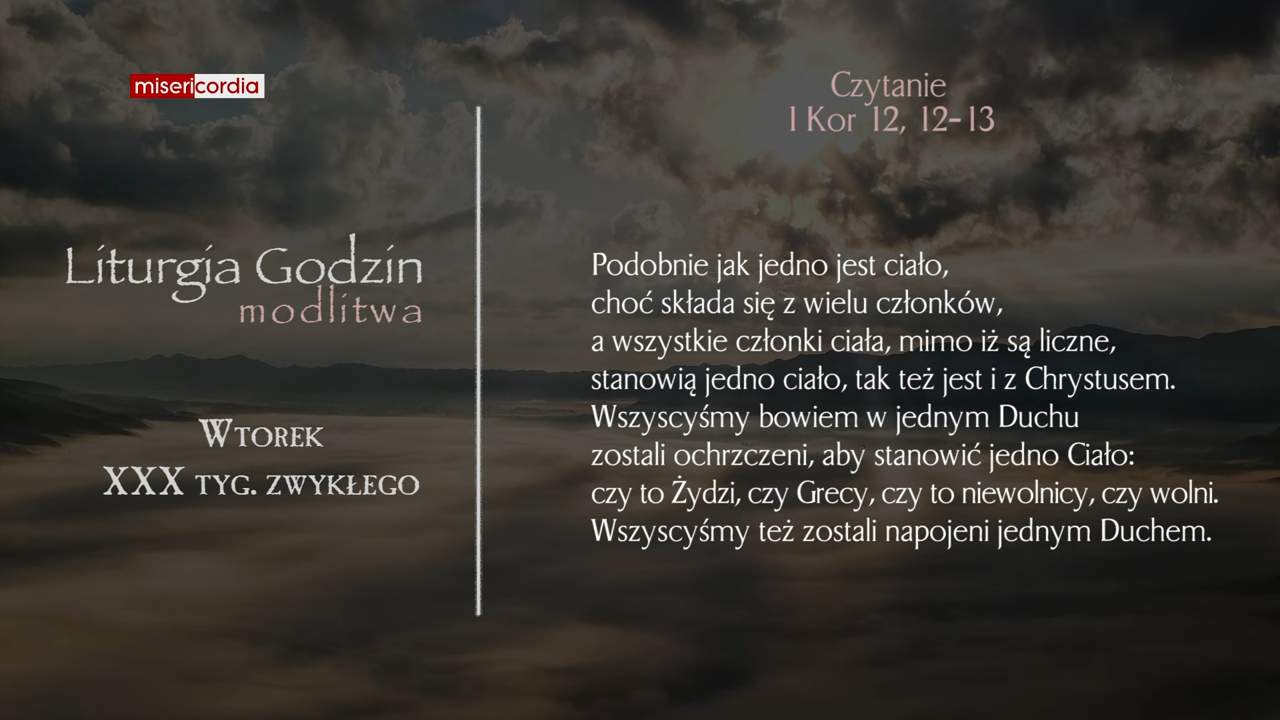 misericordia
Liturgia Godzin
modlitwa
Wtorek
XXX tyg. zwykłego
Czytanie
1 Kor 12, 12-13
Podobnie jak jedno jest ciało,
choć składa się z wielu członków,
a wszystkie członki ciała, mimo iż są liczne,
stanowią jedno ciało, tak też jest i z Chrystusem.
Wszyscyśmy bowiem w jednym Duchu
zostali ochrzczeni, aby stanowić jedno Ciało:
czy to Żydzi, czy Grecy, czy to niewolnicy, czy wolni.
Wszyscyśmy też zostali napojeni jednym Duchem.